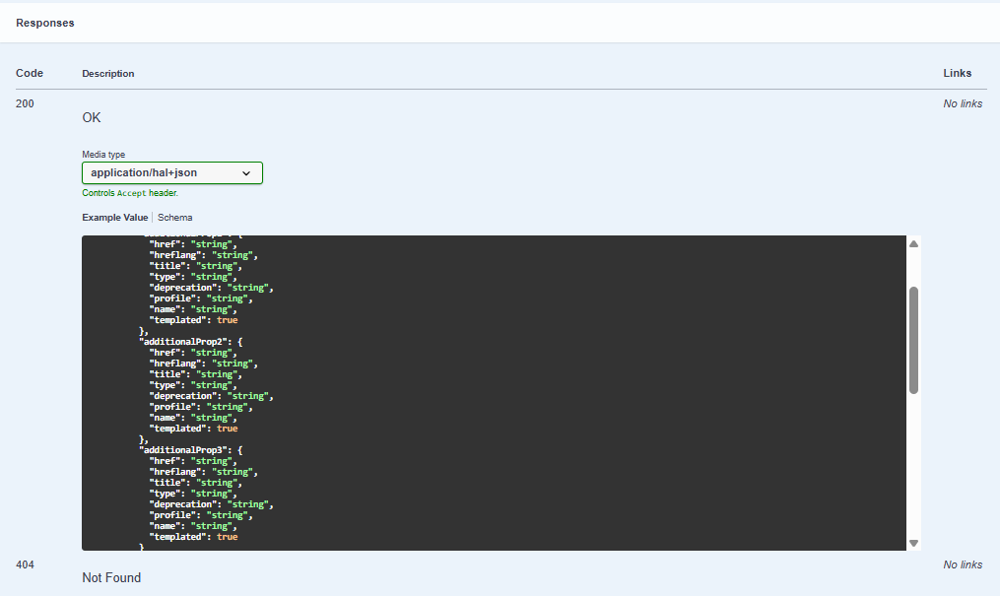 Responses
Code Description Links
200 No links
OK
Media type
application/hal+json
Controls Accept header.
Example Value Schema
"href": "string",
"hreflang": "string",
"title": "string",
"type": "string",
"deprecation": "string",
"profile": "string",
"name": "string",
"templated": true
},
"additionalProp2": {
"href": "string",
"hreflang": "string",
"title": "string",
"type": "string",
"deprecation": "string",
"profile": "string",
"name": "string",
"templated": true
},
"additionalProp3": {
"href": "string",
"hreflang": "string",
"title": "string",
"type": "string",
"deprecation": "string",
"profile": "string",
"name": "string",
"templated": true
}
404 No links
Not Found